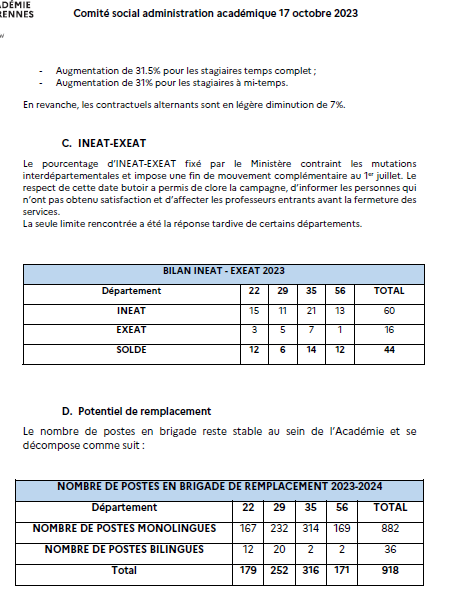 ADÉMIE
RENNES
Comité social administration académique 17 octobre 2023
- Augmentation de 31.5% pour les stagiaires temps complet ;
- Augmentation de 31% pour les stagiaires à mi-temps.
En revanche, les contractuels alternants sont en légère diminution de 7%.
C. INEAT-EXEAT
Le pourcentage d'INEAT-EXEAT fixé par le Ministère contraint les mutations
interdépartementales et impose une fin de mouvement complémentaire au 1er juillet. Le
respect de cette date butoir a permis de clore la campagne, d'informer les personnes qui
n'ont pas obtenu satisfaction et d'affecter les professeurs entrants avant la fermeture des
services.
La seule limite rencontrée a été la réponse tardive de certains départements.
BILAN INEAT - EXEAT 2023
Département 22 29 35 56 TOTAL
INEAT 15 11 21 13 60
EXEAT 3 5 7 1 16
SOLDE 12 6 14 12 44
D. Potentiel de remplacement
Le nombre de postes en brigade reste stable au sein de l'Académie et se
décompose comme suit :
NOMBRE DE POSTES EN BRIGADE DE REMPLACEMENT 2023-2024
Département 22 29 35 56 TOTAL
NOMBRE DE POSTES MONOLINGUES 167 232 314 169 882
NOMBRE DE POSTES BILINGUES 12 20 2 2 36
Total 179 252 316 171 918